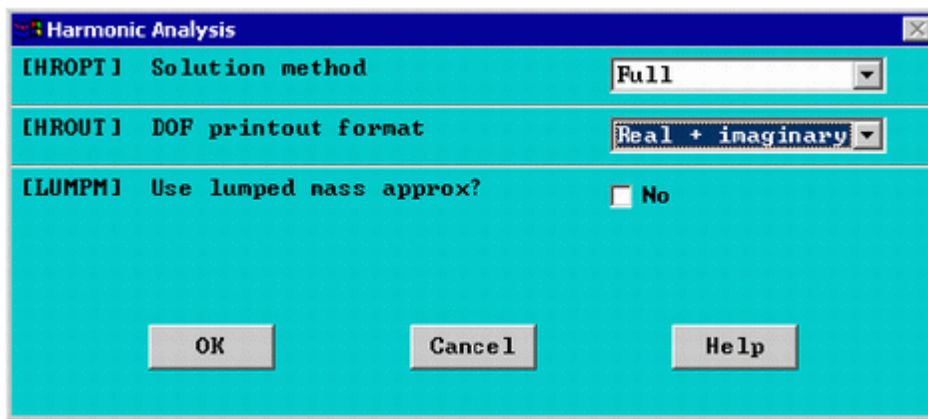 Harmonic Analysis
[HROPT] Solution method Full
[HROUT] DOF printout format Real + imaginary
[LUMPM] Use lumped mass approx? No
OK Cancel Help